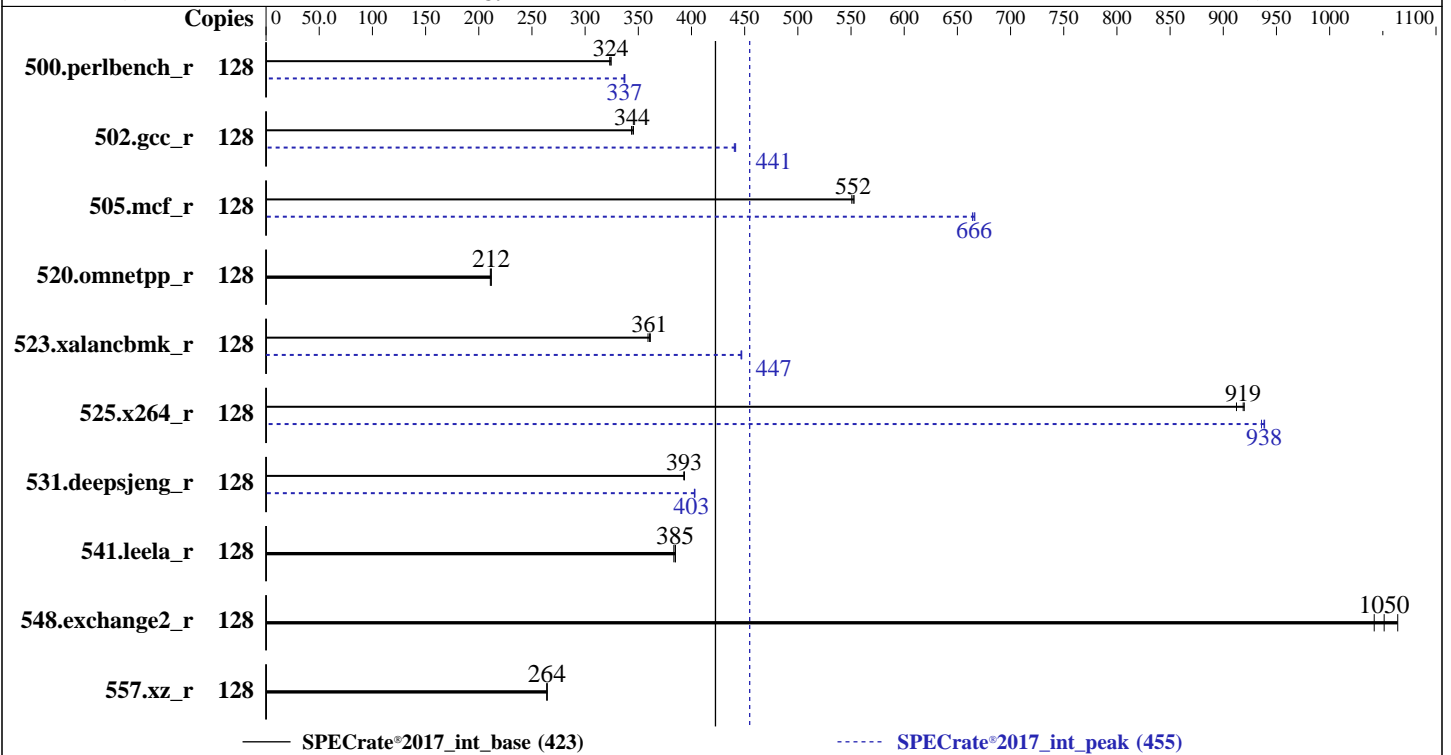 Copies 0 50.0 100 150 200 250 300 350 400 450 500 550 600 650 700 750 800 850 900 950 1000 1100
500.perlbench_r 128 324
337
502.gcc_r 128 344
441
505.mcf_r 128 552
666
520.omnetpp_r 128 212
523.xalancbmk_r 128 361
447
525.x264_r 128 919
938
531.deepsjeng_r 128 393
403
541.leela_r 128 385
548.exchange2_r 128 1050
557.xz_r 128 264
SPECrate®2017_int_base (423) SPECrate®2017_int_peak (455)